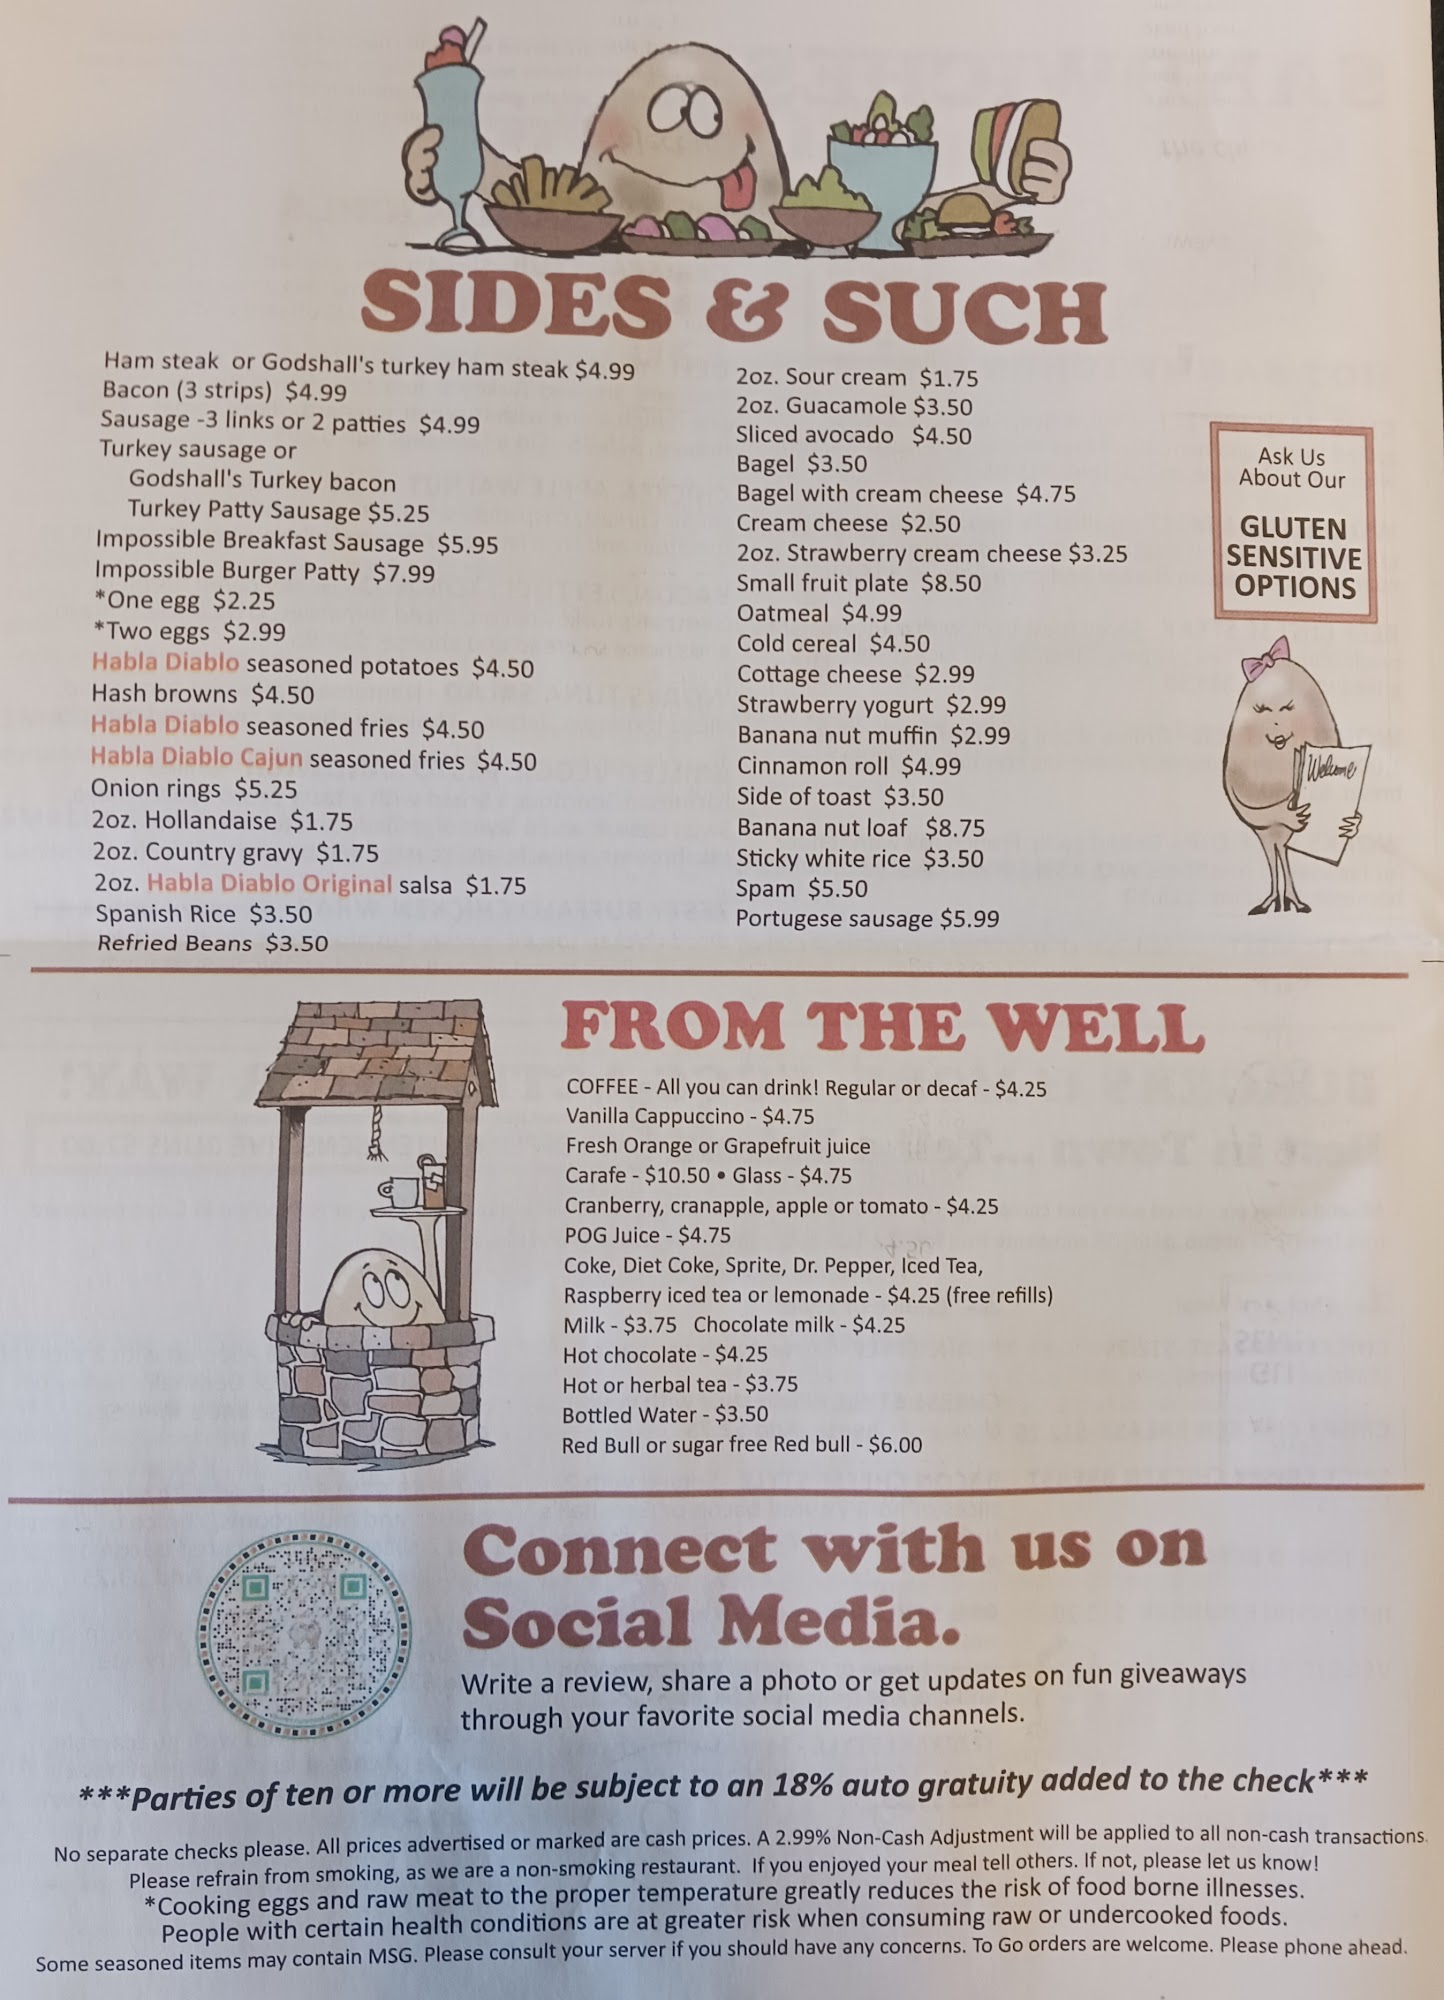 SIDES & SUCH
Ham steak or Godshall's turkey ham steak $4.99
Bacon (3 strips) $4.99
Sausage -3 links or 2 patties $4.99
Turkey sausage or
Godshall's Turkey bacon
Turkey Patty Sausage $5.25
Impossible Breakfast Sausage $5.95
Impossible Burger Patty $7.99
*One egg $2.25
*Two eggs $2.99
Habla Diablo seasoned potatoes $4.50
Hash browns $4.50
Habla Diablo seasoned fries $4.50
Habla Diablo Cajun seasoned fries $4.50
Onion rings $5.25
2oz. Hollandaise $1.75
2oz. Country gravy $1.75
2oz. Habla Diablo Original salsa $1.75
Spanish Rice $3.50
Refried Beans $3.50
2oz. Sour cream $1.75
2oz. Guacamole $3.50
Sliced avocado $4.50
Bagel $3.50
Bagel with cream cheese $4.75
Cream cheese $2.50
2oz. Strawberry cream cheese $3.25
Small fruit plate $8.50
Oatmeal $4.99
Cold cereal $4.50
Cottage cheese $2.99
Strawberry yogurt $2.99
Banana nut muffin $2.99
Cinnamon roll $4.99
Side of toast $3.50
Banana nut loaf $8.75
Sticky white rice $3.50
Spam $5.50
Portugese sausage $5.99
Ask Us
About Our
GLUTEN
SENSITIVE
OPTIONS
Welcome
FROM THE WELL
COFFEE - All you can drink! Regular or decaf - $4.25
Vanilla Cappuccino - $4.75
Fresh Orange or Grapefruit juice
Carafe - $10.50 • Glass - $4.75
Cranberry, cranapple, apple or tomato - $4.25
POG Juice - $4.75
Coke, Diet Coke, Sprite, Dr. Pepper, Iced Tea,
Raspberry iced tea or lemonade - $4.25 (free refills)
Milk - $3.75 Chocolate milk - $4.25
Hot chocolate - $4.25
Hot or herbal tea - $3.75
Bottled Water - $3.50
Red Bull or sugar free Red bull - $6.00
Connect with us on
Social Media.
Write a review, share a photo or get updates on fun giveaways
through your favorite social media channels.
***Parties of ten or more will be subject to an 18% auto gratuity added to the check***
No separate checks please. All prices advertised or marked are cash prices. A 2.99% Non-Cash Adjustment will be applied to all non-cash transactions.
Please refrain from smoking, as we are a non-smoking restaurant. If you enjoyed your meal tell others. If not, please let us know!
*Cooking eggs and raw meat to the proper temperature greatly reduces the risk of food borne illnesses.
People with certain health conditions are at greater risk when consuming raw or undercooked foods.
Some seasoned items may contain MSG. Please consult your server if you should have any concerns. To Go orders are welcome. Please phone ahead.